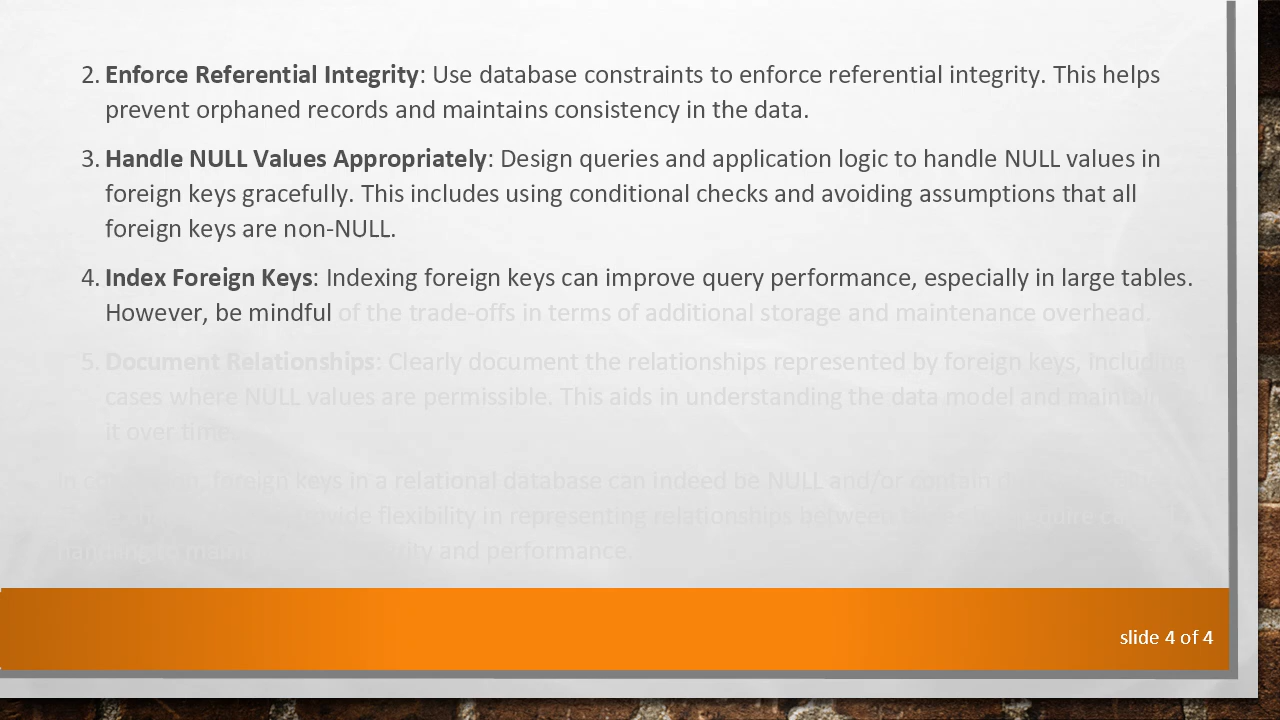 2. Enforce Referential Integrity: Use database constraints to enforce referential integrity. This helps
prevent orphaned records and maintains consistency in the data.
3. Handle NULL Values Appropriately: Design queries and application logic to handle NULL values in
foreign keys gracefully. This includes using conditional checks and avoiding assumptions that all
foreign keys are non-NULL.
4. Index Foreign Keys: Indexing foreign keys can improve query performance, especially in large tables.
However, be mindful of the trade-offs in terms of additional storage and maintenance overhead.
5. Document Relationships: Clearly document the relationships represented by foreign keys, including
cases where NULL values are permissible. This aids in understanding the data model and
it over time.
In foreign keys in a relational database can indeed be NULL and/or contain
flexibility in representing relationships between
handling and performance.
slide 4 of 4